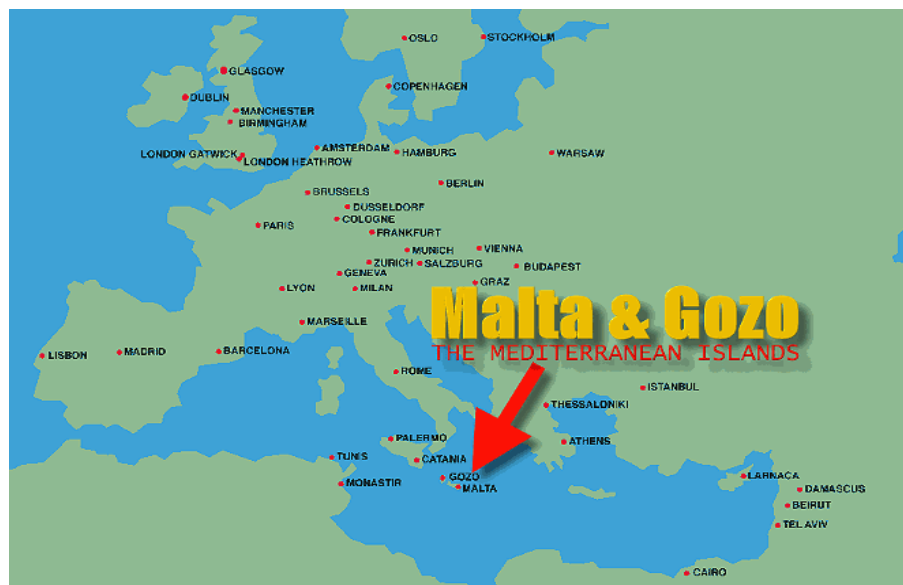 OSLO
STOCKHOLM
GLASGOW
COPENHAGEN
DUBLIN
MANCHESTER
BIRMINGHAM
AMSTERDAM
HAMBURG
WARSAW
LONDON GATWICK
LONDON HEATHROW
BERLIN
BRUSSELS
DUSSELDORF
COLOGNE
PARIS
FRANKFURT
MUNICH
VIENNA
ZURICH
SALZBURG
BUDAPEST
GENEVA
GRAZ
LYON
MILAN
Malta & Gozo
MARSEILLE
THE MEDITERRANEAN ISLANDS
LISBON
MADRID
BARCELONA
ROME
ISTANBUL
THESSALONIKI
PALERMO
ATHENS
TUNIS
CATANIA
GOZO
LARNACA
MONASTIR
MALTA
DAMASCUS
BEIRUT
TEL AVIV
CAIRO